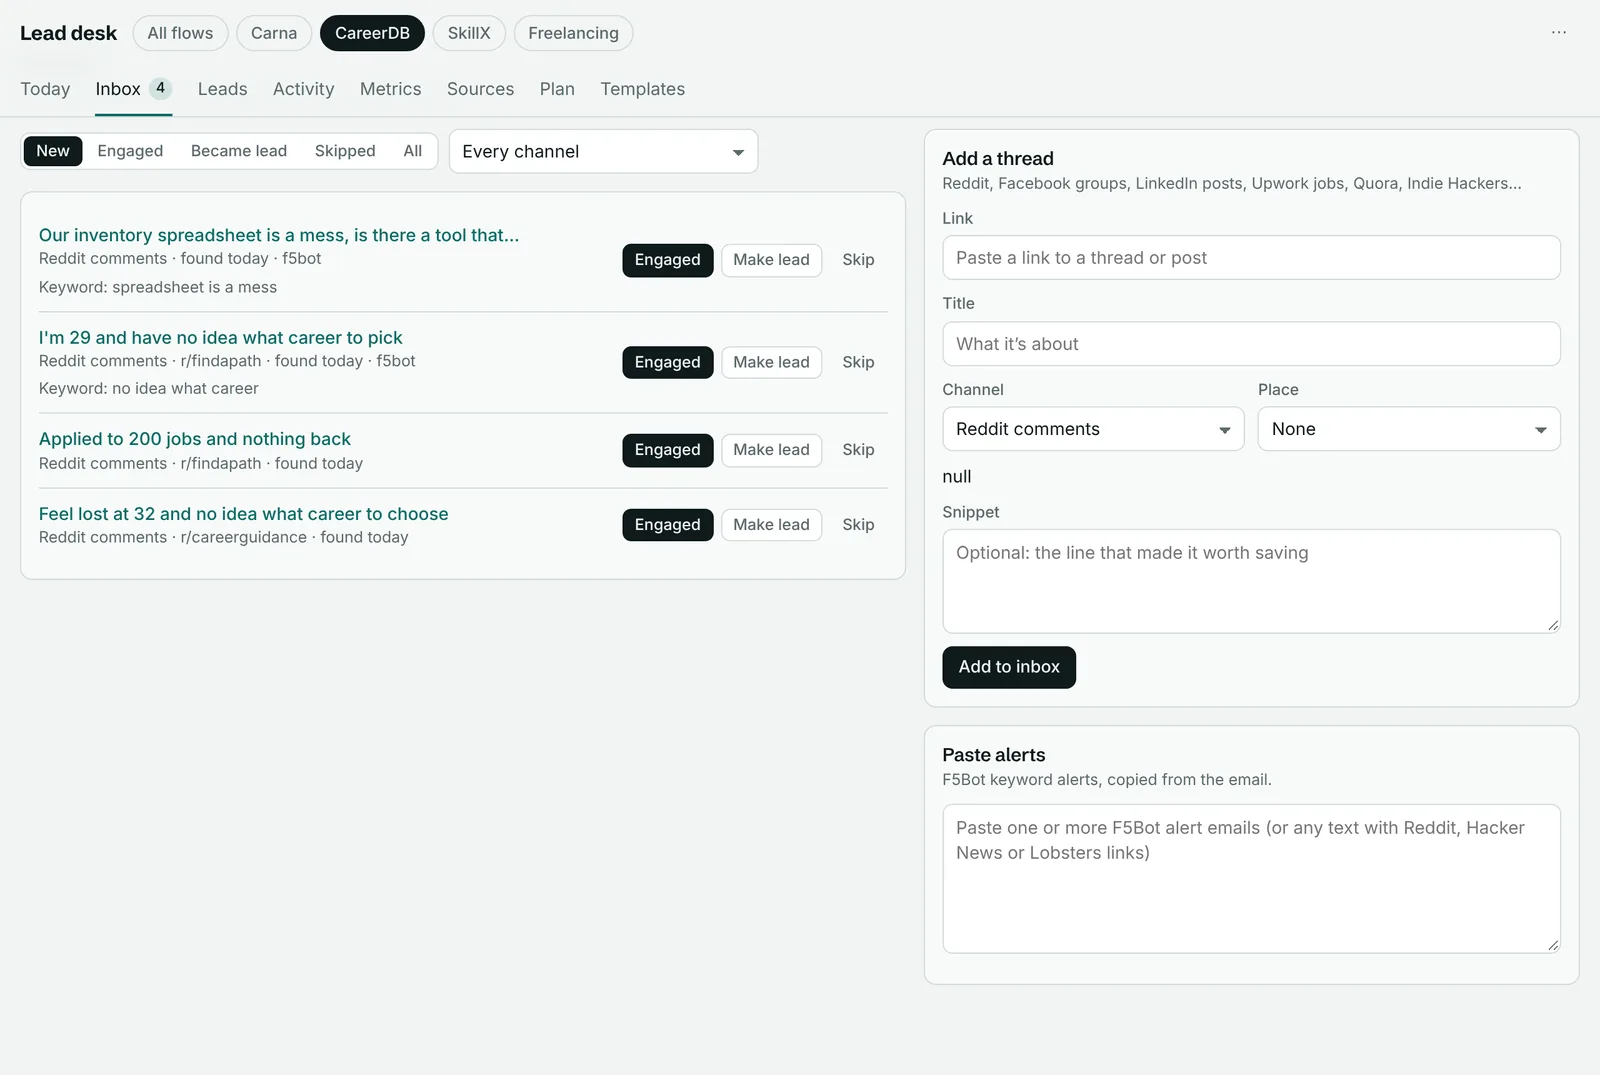 Lead desk
All flows
Carna
CareerDB
SkillX
Freelancing
...
Today
Inbox 4
Leads
Activity
Metrics
Sources
Plan
Templates
New
Engaged
Became lead
Skipped
All
Every channel
Our inventory spreadsheet is a mess, is there a tool that...
Reddit comments · found today · f5bot
Keyword: spreadsheet is a mess
Engaged
Make lead
Skip
I'm 29 and have no idea what career to pick
Reddit comments · r/findapath · found today · f5bot
Keyword: no idea what career
Engaged
Make lead
Skip
Applied to 200 jobs and nothing back
Reddit comments · r/findapath · found today
Engaged
Make lead
Skip
Feel lost at 32 and no idea what career to choose
Reddit comments · r/careerguidance · found today
Engaged
Make lead
Skip
Add a thread
Reddit, Facebook groups, LinkedIn posts, Upwork jobs, Quora, Indie Hackers...
Link
Paste a link to a thread or post
Title
What it’s about
Channel
Place
Reddit comments
None
null
Snippet
Optional: the line that made it worth saving
Add to inbox
Paste alerts
F5Bot keyword alerts, copied from the email.
Paste one or more F5Bot alert emails (or any text with Reddit, Hacker
News or Lobsters links)